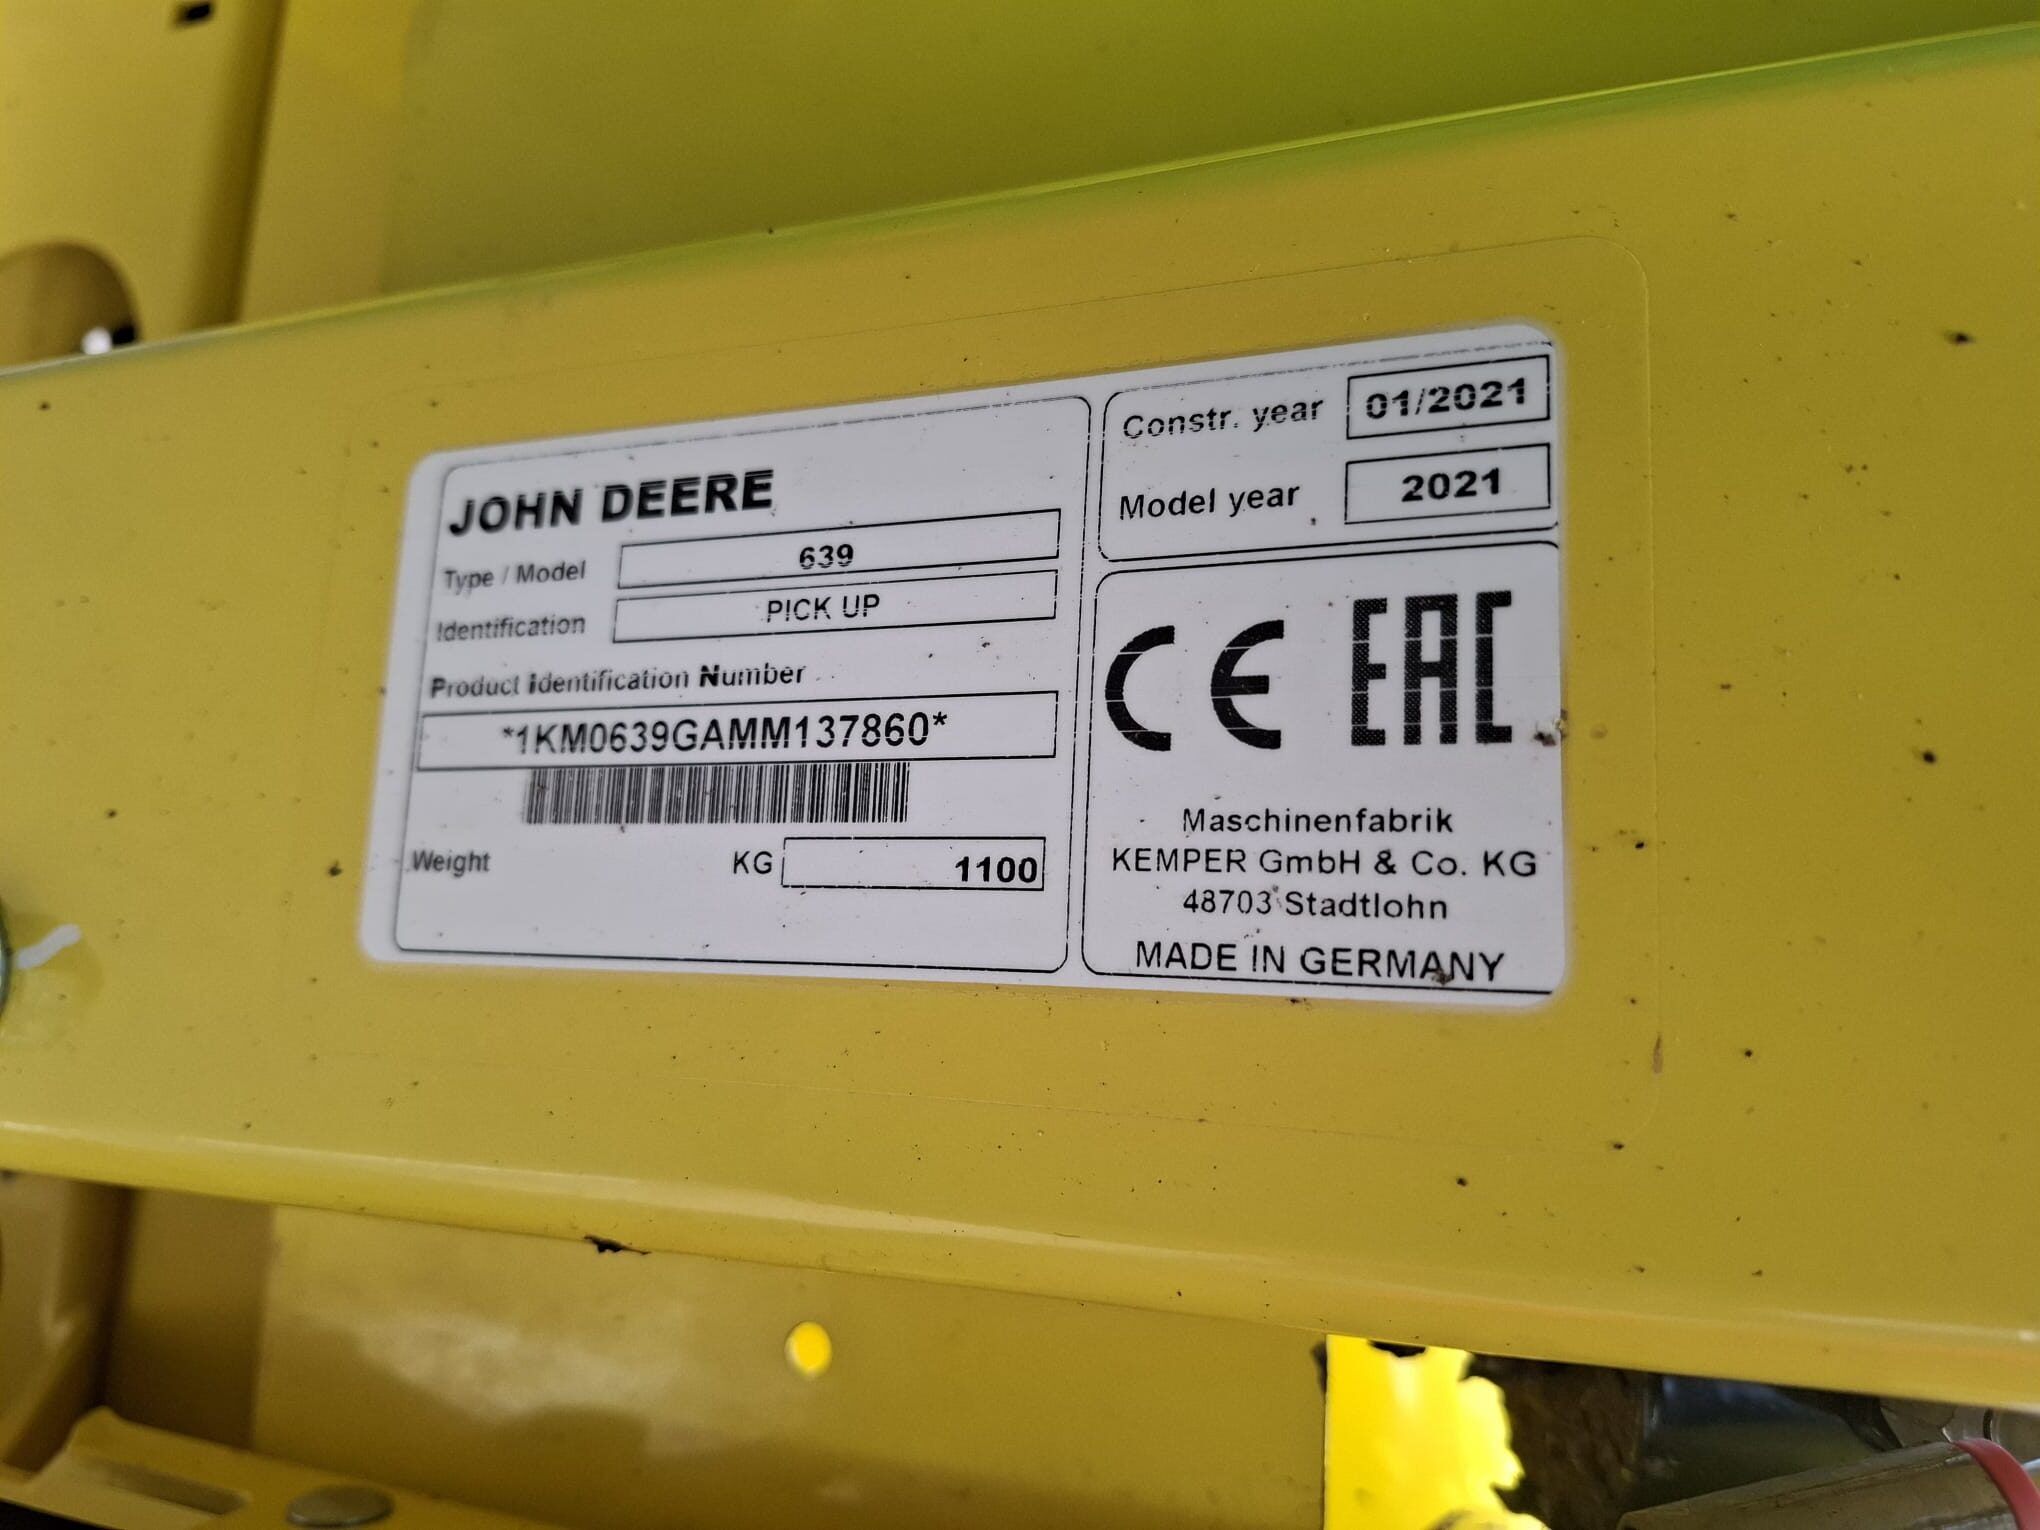 JOHN DEERE
Type / Model 639
Identification PICK UP
Product Identification Number
*1KM0639GAMM137860*
Weight KG 1100
Constr. year 01/2021
Model year 2021
CE EAC
Maschinenfabrik
KEMPER GmbH & Co. KG
48703 Stadtlohn
MADE IN GERMANY